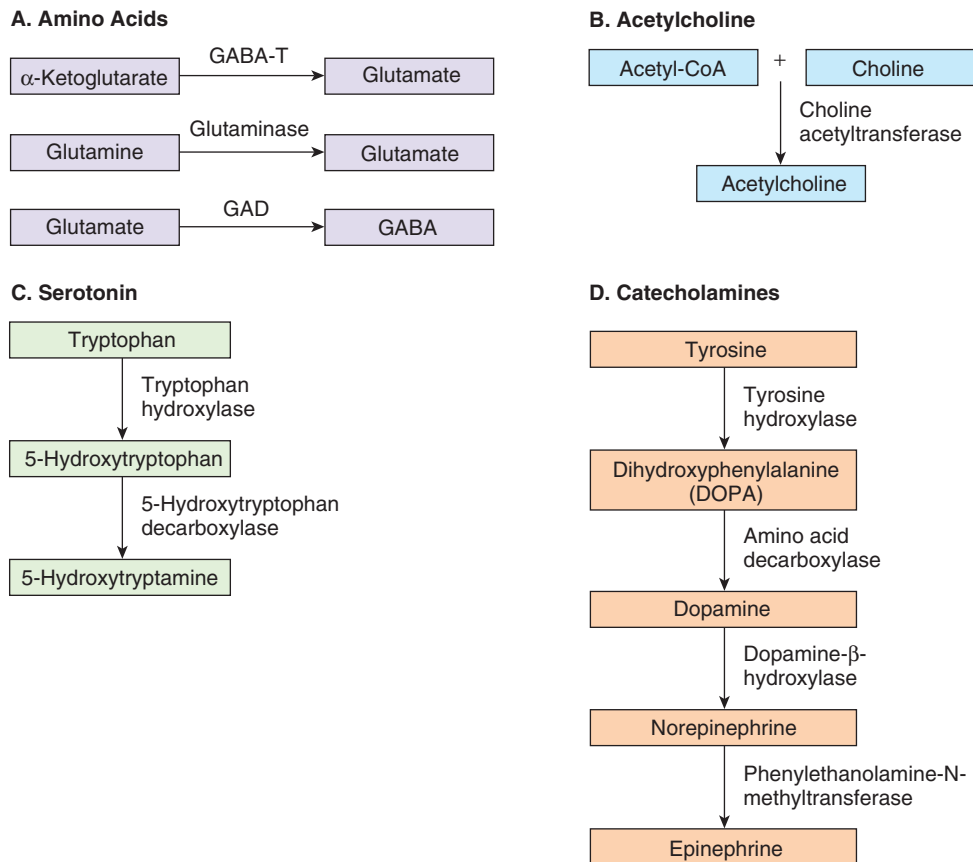 A. Amino Acids
GABA-T
α-Ketoglutarate
Glutamate
Glutaminase
Glutamine
Glutamate
GAD
Glutamate
GABA
B. Acetylcholine
Acetyl-CoA + Choline
Choline
acetyltransferase
Acetylcholine
C. Serotonin
Tryptophan
Tryptophan
hydroxylase
5-Hydroxytryptophan
5-Hydroxytryptophan
decarboxylase
5-Hydroxytryptamine
D. Catecholamines
Tyrosine
Tyrosine
hydroxylase
Dihydroxyphenylalanine
(DOPA)
Amino acid
decarboxylase
Dopamine
Dopamine-β-
hydroxylase
Norepinephrine
Phenylethanolamine-N-
methyltransferase
Epinephrine